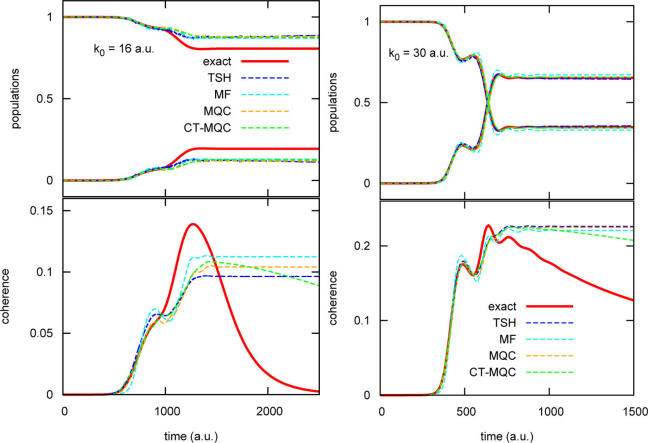 1
0.5
0
populations
k0 = 16 a.u.
exact
TSH
MF
MQC
CT-MQC
0.15
0.1
0.05
0
coherence
0 1000 2000
time (a.u.)
1
0.5
0
populations
k0 = 30 a.u.
0.2
0.1
0
coherence
exact
TSH
MF
MQC
CT-MQC
0 500 1000 1500
time (a.u.)